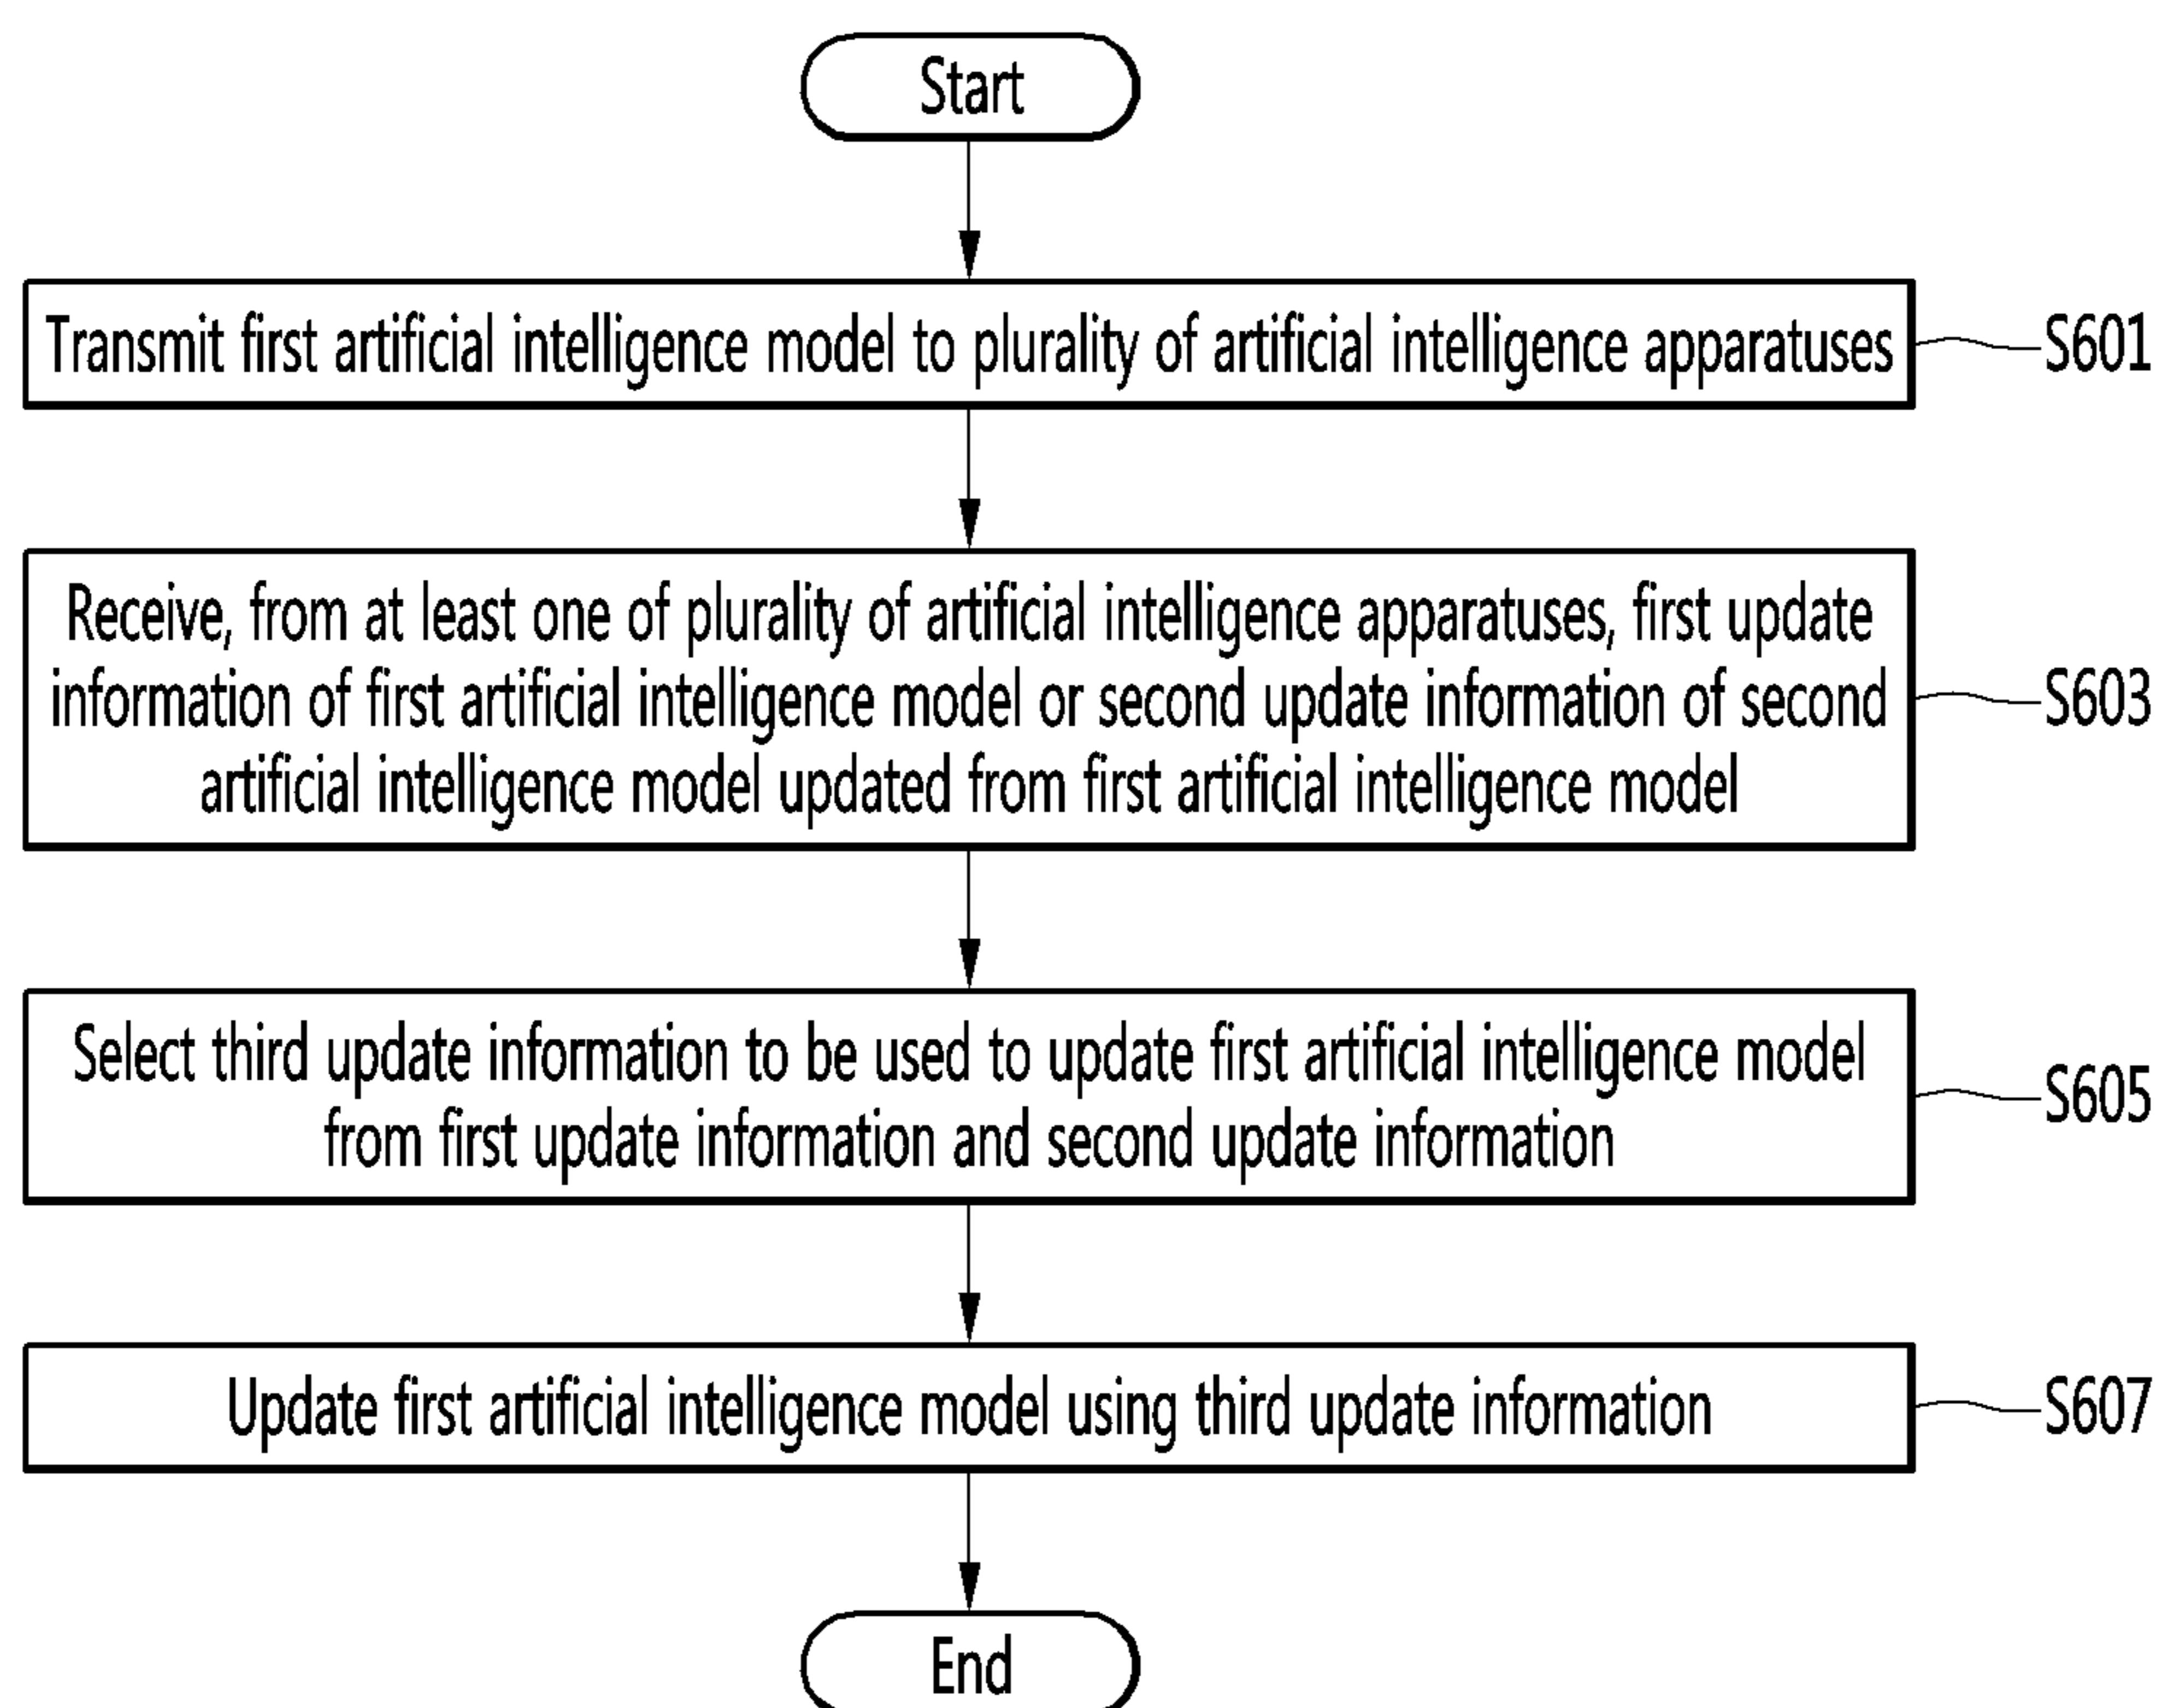 Start
Transmit first artificial intelligence model to plurality of artificial intelligence apparatuses
S601
Receive, from at least one of plurality of artificial intelligence apparatuses, first update
information of first artificial intelligence model or second update information of second
artificial intelligence model updated from first artificial intelligence model
S603
Select third update information to be used to update first artificial intelligence model
from first update information and second update information
S605
Update first artificial intelligence model using third update information
S607
End